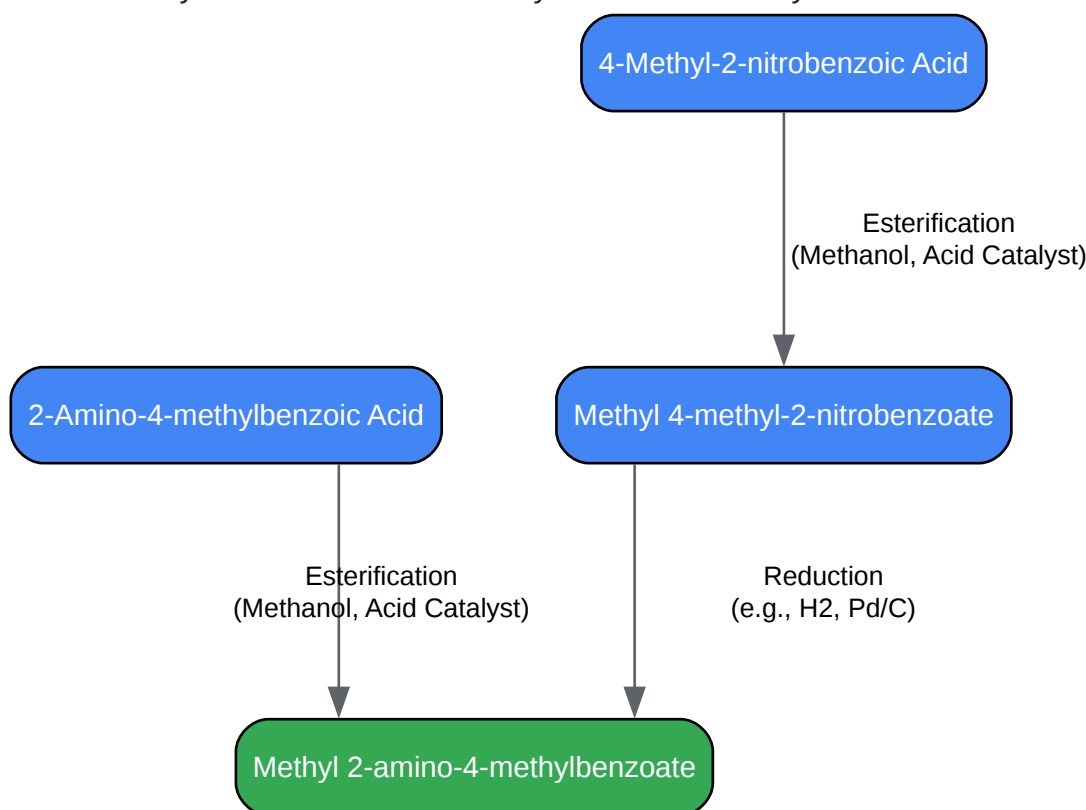 4-Methyl-2-nitrobenzoic Acid
Esterification
(Methanol, Acid Catalyst)
2-Amino-4-methylbenzoic Acid
Methyl 4-methyl-2-nitrobenzoate
Esterification
(Methanol, Acid Catalyst)
Reduction
(e.g., H2, Pd/C)
Methyl 2-amino-4-methylbenzoate